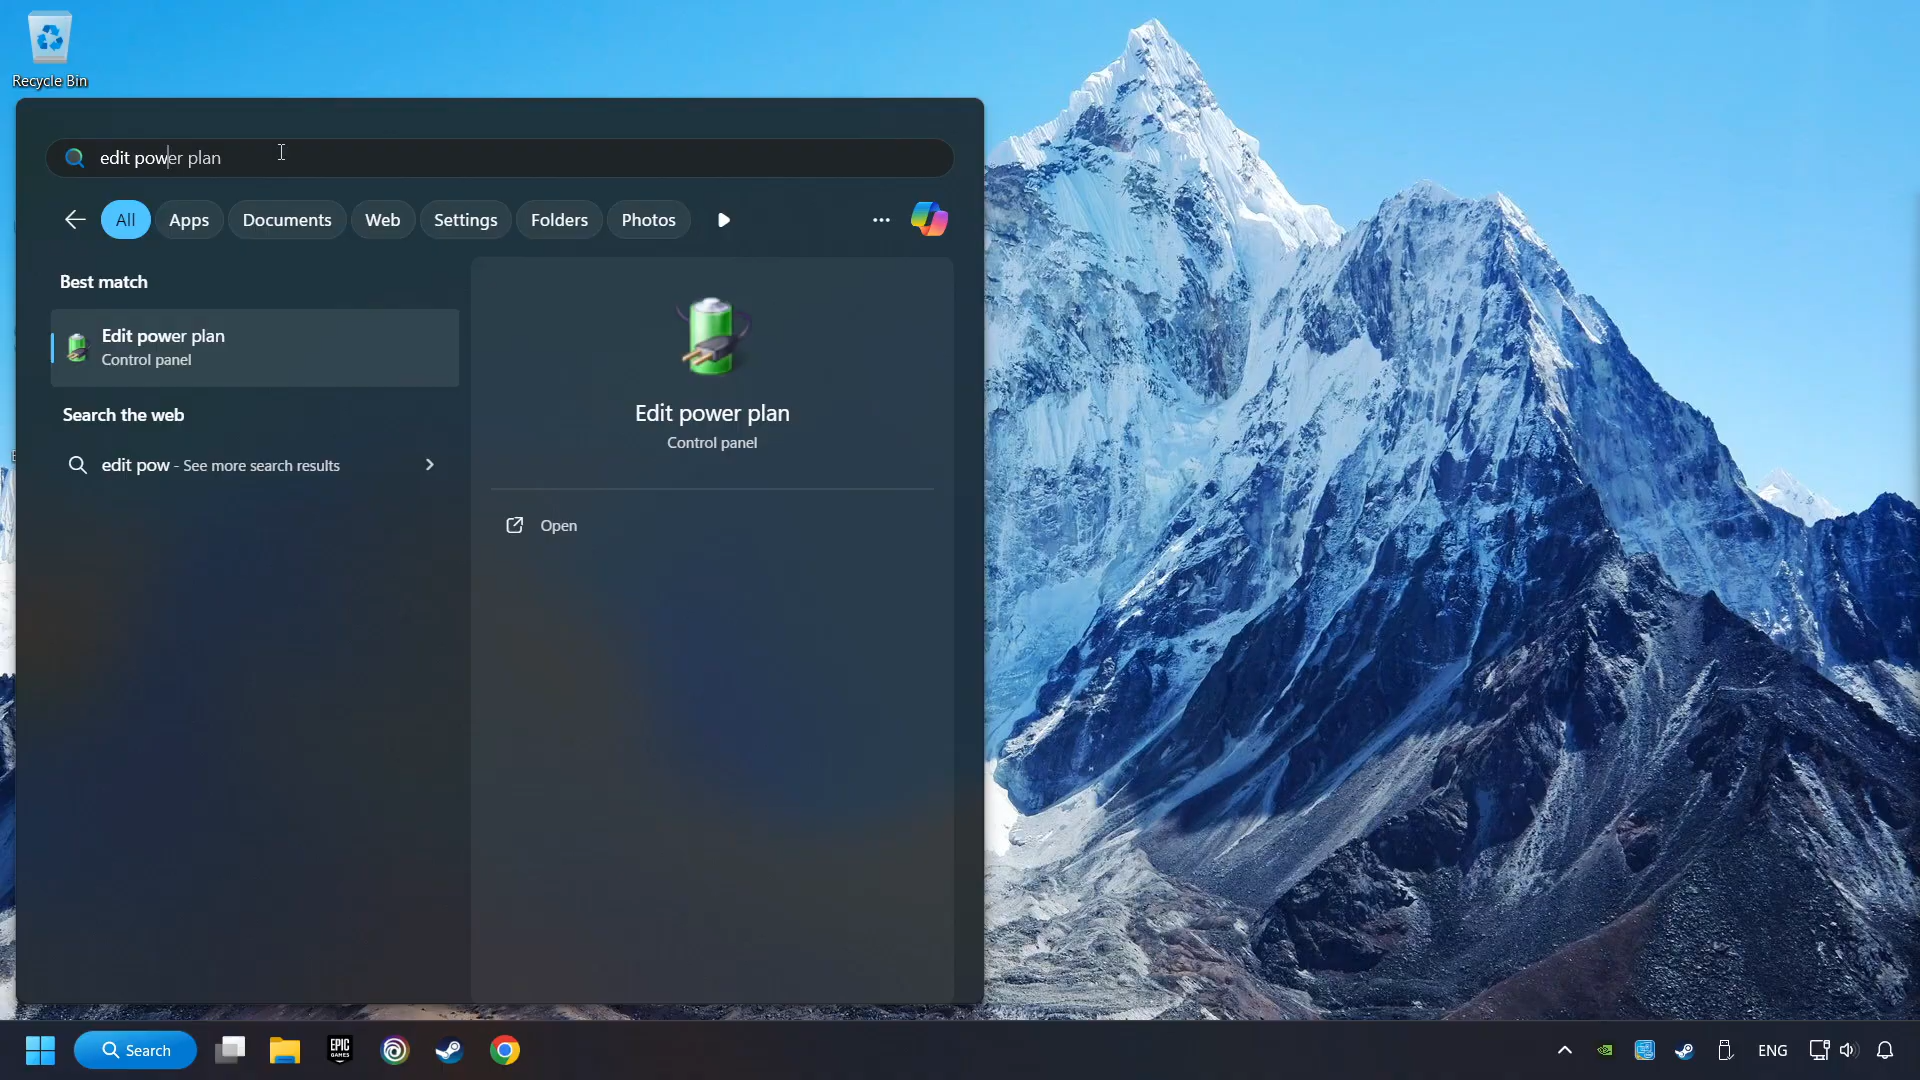 Recycle Bin
edit power plan
All
Apps
Documents
Web
Settings
Folders
Photos
Best match
Edit power plan
Control panel
Search the web
edit pow - See more search results
Edit power plan
Control panel
Open
Search
EPIC
GAMES
ENG